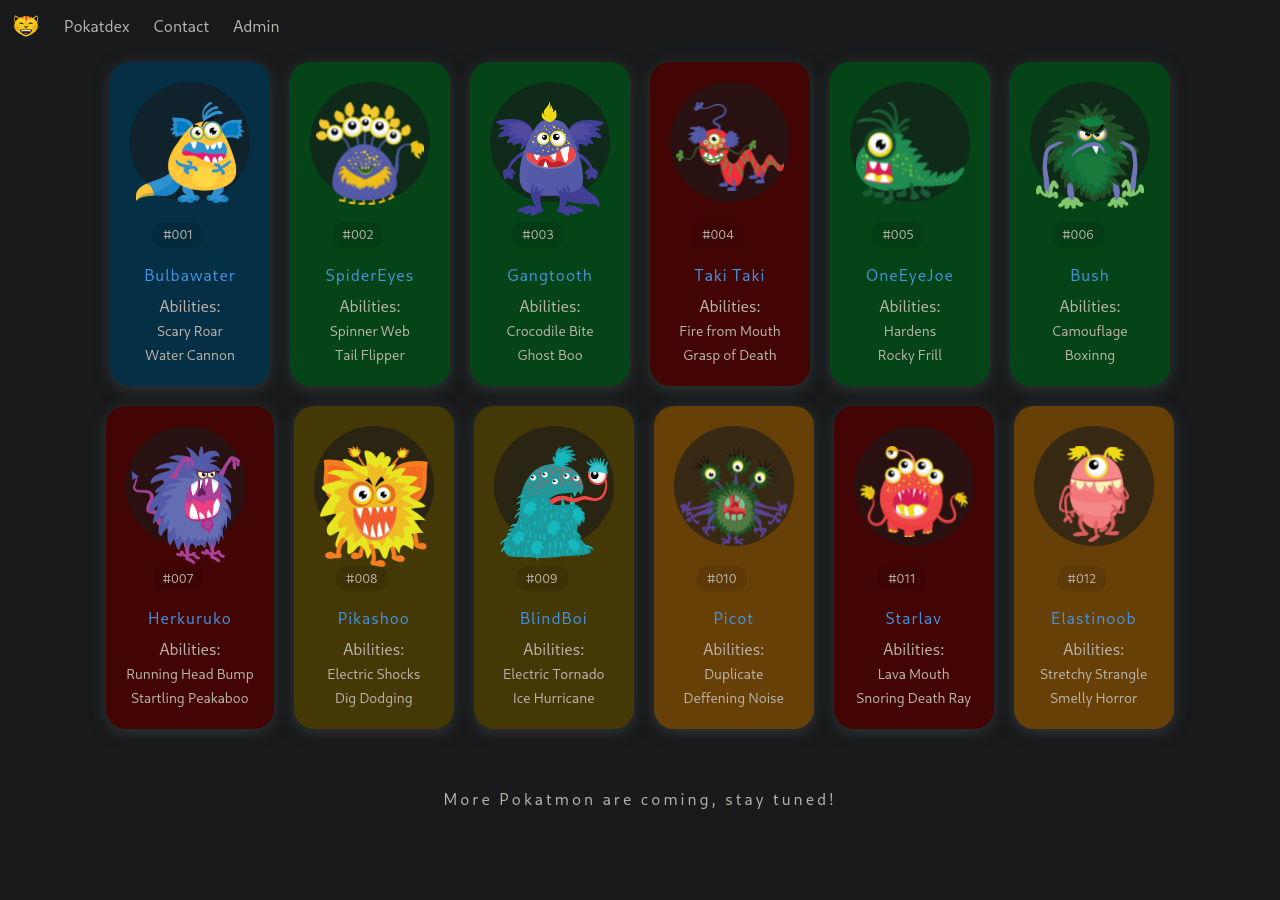 Pokatdex Contact Admin
#001 #002 #003 #004 #005 #006
Bulbawater SpiderEyes Gangtooth Taki Taki OneEyeJoe Bush
Abilities: Abilities: Abilities: Abilities: Abilities: Abilities:
Scary Roar Spinner Web Crocodile Bite Fire from Mouth Hardens Camouflage
Water Cannon Tail Flipper Ghost Boo Grasp of Death Rocky Frill Boxinng
#007 #008 #009 #010 #011 #012
Herkuruko Pikashoo BlindBoi Picot Starlav Elastinoob
Abilities: Abilities: Abilities: Abilities: Abilities: Abilities:
Running Head Bump Electric Shocks Electric Tornado Duplicate Lava Mouth Stretchy Strangle
Startling Peakaboo Dig Dodging Ice Hurricane Deffening Noise Snoring Death Ray Smelly Horror
More Pokatmon are coming, stay tuned!